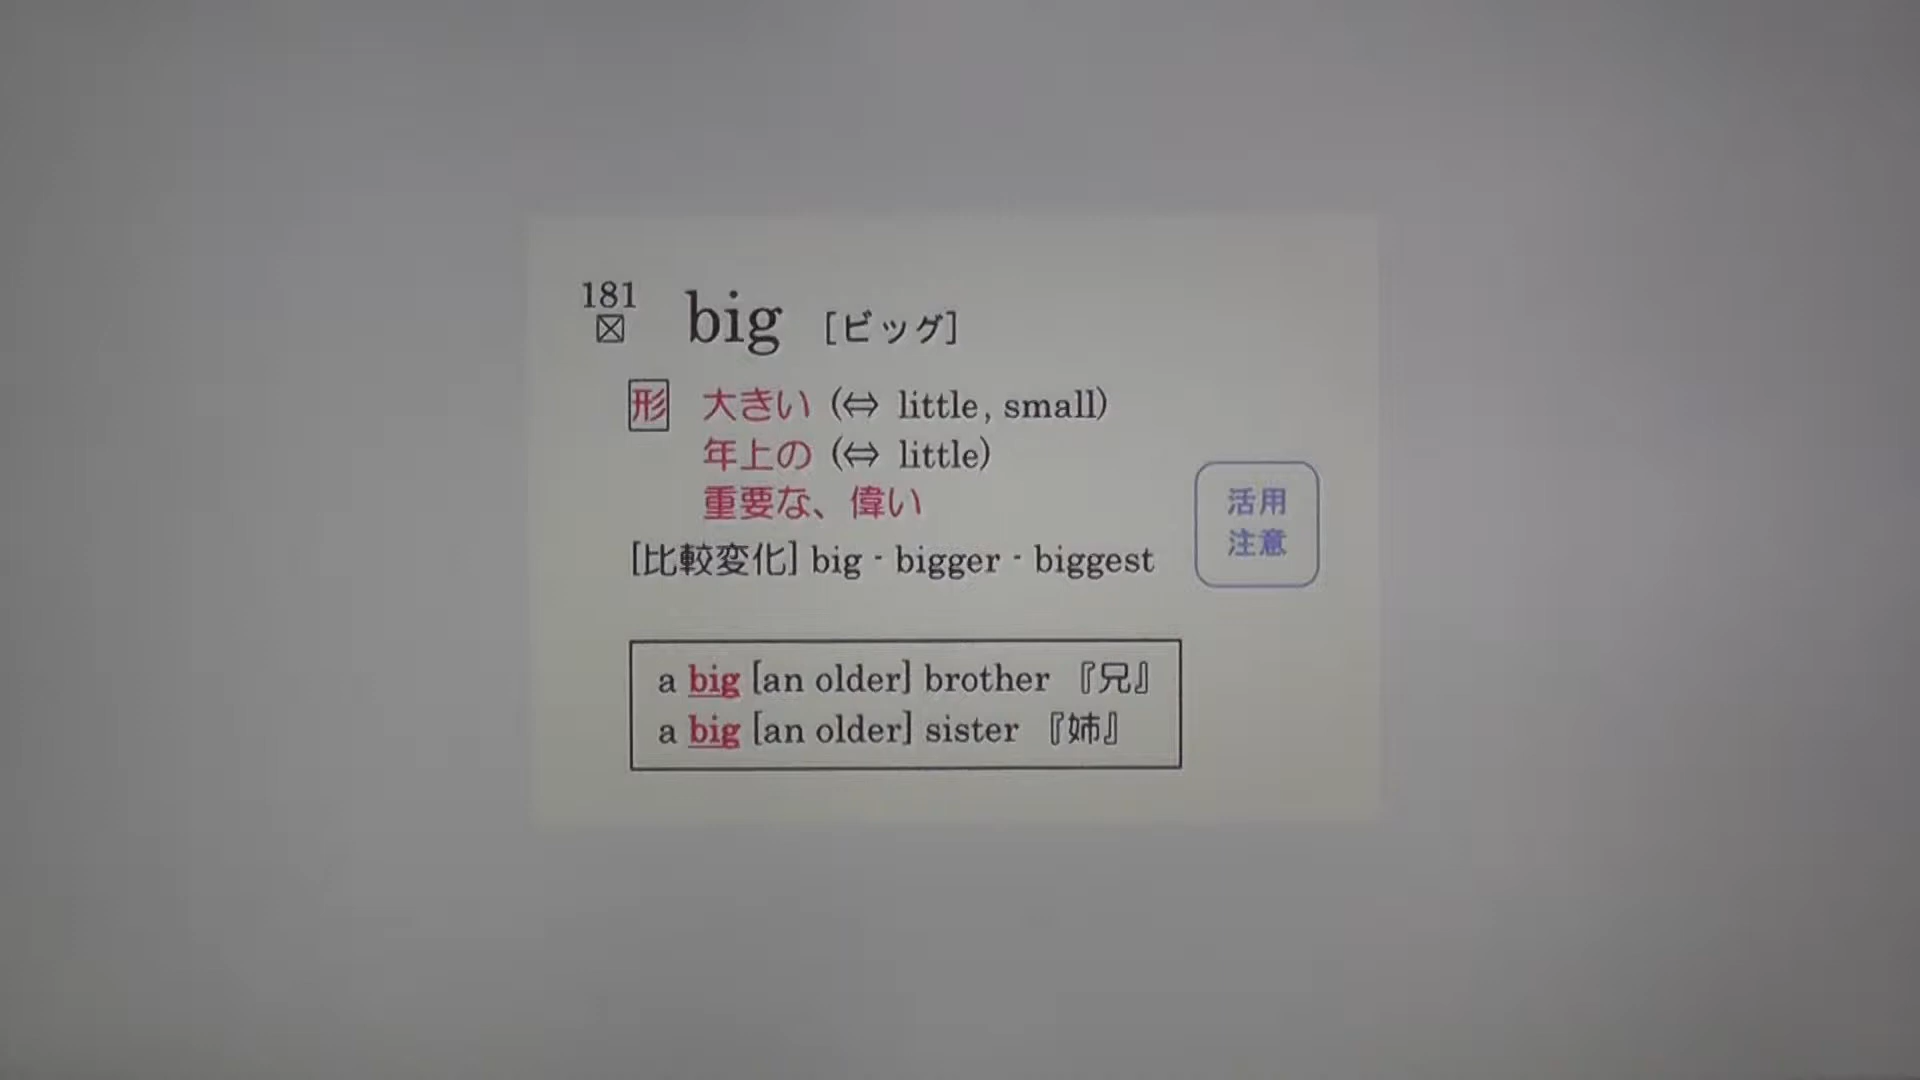 181
☒ big [ビッグ]
形 大きい (⇔ little, small)
年上の (⇔ little)
重要な、偉い
[比較変化] big - bigger - biggest
活用
注意
a big [an older] brother 『兄』
a big [an older] sister 『姉』